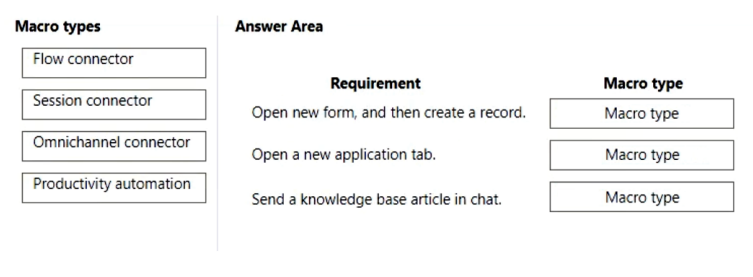 Macro types
Flow connector
Session connector
Omnichannel connector
Productivity automation
Answer Area
Requirement Macro type
Open new form, and then create a record. Macro type
Open a new application tab. Macro type
Send a knowledge base article in chat. Macro type